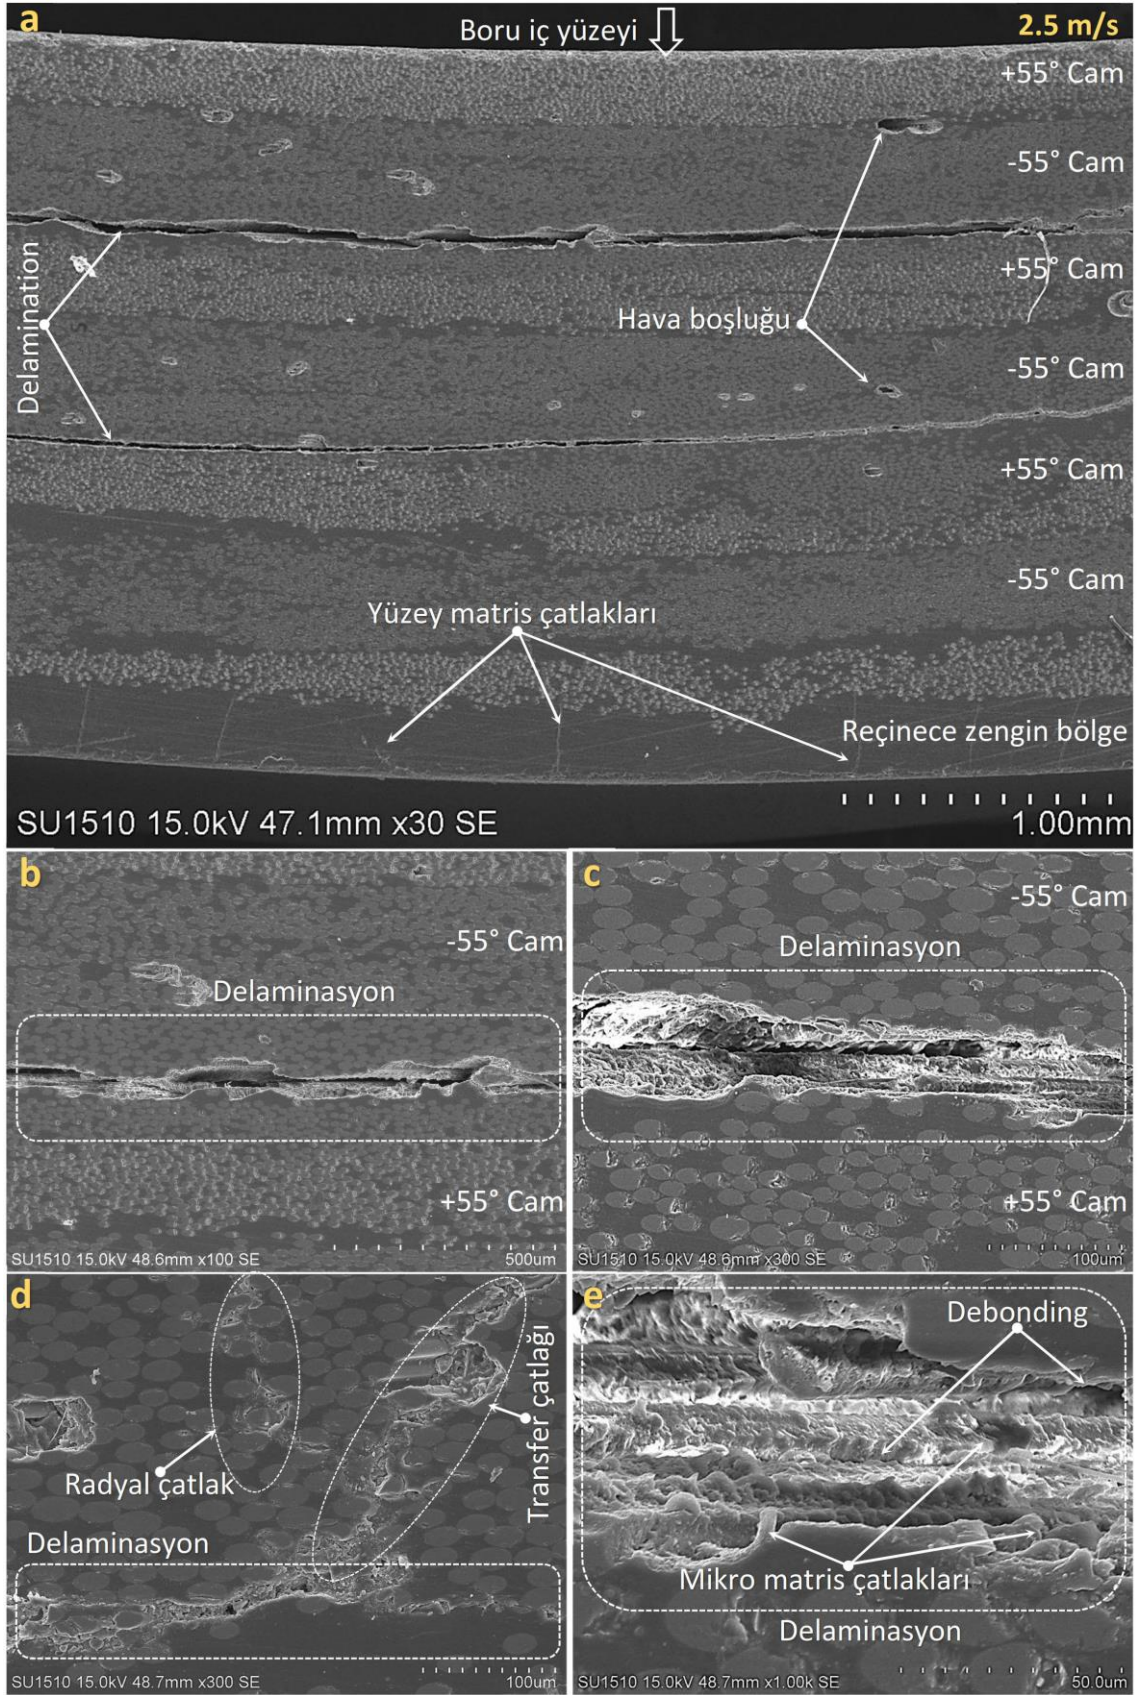 a
Boru iç yüzeyi
2.5 m/s
+55° Cam
-55° Cam
+55° Cam
Delamination
Hava boşluğu
-55° Cam
+55° Cam
-55° Cam
Yüzey matris çatlakları
Reçinece zengin bölge
SU1510 15.0kV 47.1mm x30 SE
1.00mm
b
-55° Cam
Delaminasyon
+55° Cam
SU1510 15.0kV 48.6mm x100 SE
500um
c
-55° Cam
Delaminasyon
+55° Cam
SU1510 15.0kV 48.6mm x300 SE
100um
d
Transfer çatlağı
Radyal çatlak
Delaminasyon
SU1510 15.0kV 48.7mm x300 SE
100um
e
Debonding
Mikro matris çatlakları
Delaminasyon
SU1510 15.0kV 48.7mm x1.00k SE
50.0um